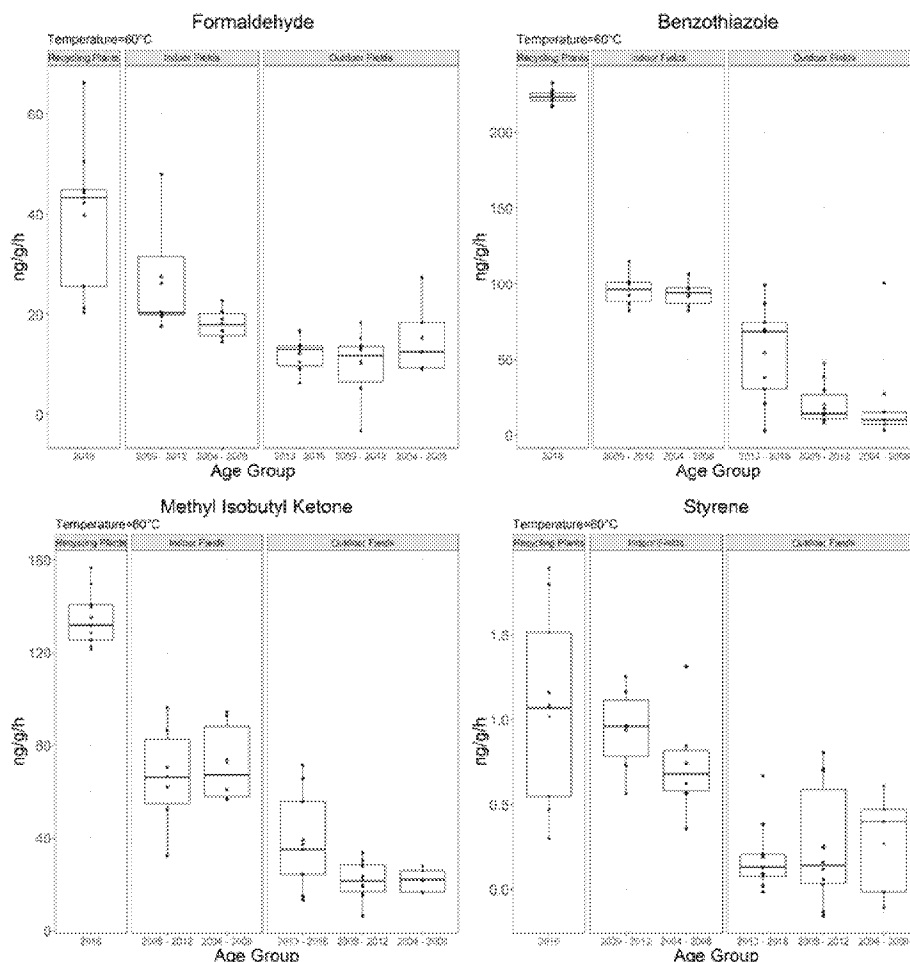 Formaldehyde
Temperature=60°C
Recycling Plants Indoor Fields Outdoor Fields
60
40
20
0
ng/g/h
2016 2009 - 2012 2004 - 2008 2013 - 2016 2009 - 2012 2004 - 2008
Age Group
Benzothiazole
Temperature=60°C
Recycling Plants Indoor Fields Outdoor Fields
200
150
100
50
0
ng/g/h
2016 2009 - 2012 2004 - 2008 2013 - 2016 2009 - 2012 2004 - 2008
Age Group
Methyl Isobutyl Ketone
Temperature=60°C
Recycling Plants Indoor Fields Outdoor Fields
160
120
80
40
0
ng/g/h
2016 2009 - 2012 2004 - 2008 2013 - 2016 2009 - 2012 2004 - 2008
Age Group
Styrene
Temperature=60°C
Recycling Plants Indoor Fields Outdoor Fields
1.5
1.0
0.5
0.0
ng/g/h
2016 2009 - 2012 2004 - 2008 2013 - 2016 2009 - 2012 2004 - 2008
Age Group